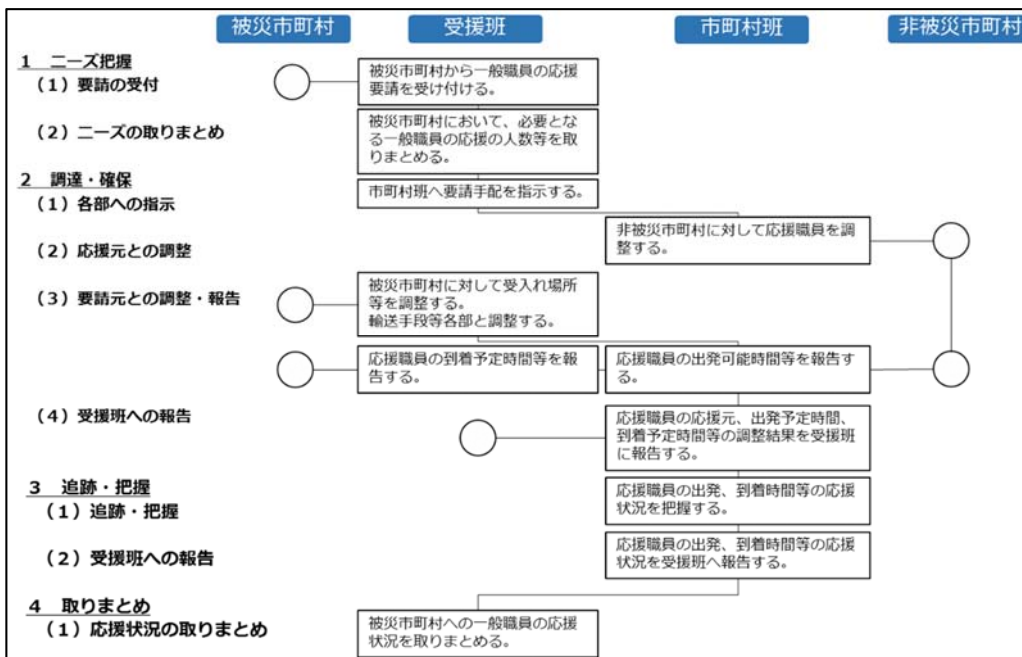 被災市町村 受援班 市町村班 非被災市町村
1 ニーズ把握
(1)要請の受付
被災市町村から一般職員の応援
要請を受け付ける。
(2)ニーズの取りまとめ
被災市町村において、必要とな
る一般職員の応援の人数等を取
りまとめる。
2 調達・確保
(1)各部への指示
市町村班へ要請手配を指示する。
非被災市町村に対して応援職員を調
整する。
(2)応援元との調整
(3)要請元との調整・報告
被災市町村に対して受入れ場所
等を調整する。
輸送手段等各部と調整する。
応援職員の到着予定時間等を報
告する。
応援職員の出発可能時間等を報告す
る。
(4)受援班への報告
応援職員の応援元、出発予定時間、
到着予定時間等の調整結果を受援班
に報告する。
3 追跡・把握
(1)追跡・把握
応援職員の出発、到着時間等の応援
状況を把握する。
(2)受援班への報告
応援職員の出発、到着時間等の応援
状況を受援班へ報告する。
4 取りまとめ
(1)応援状況の取りまとめ
被災市町村への一般職員の応援
状況を取りまとめる。